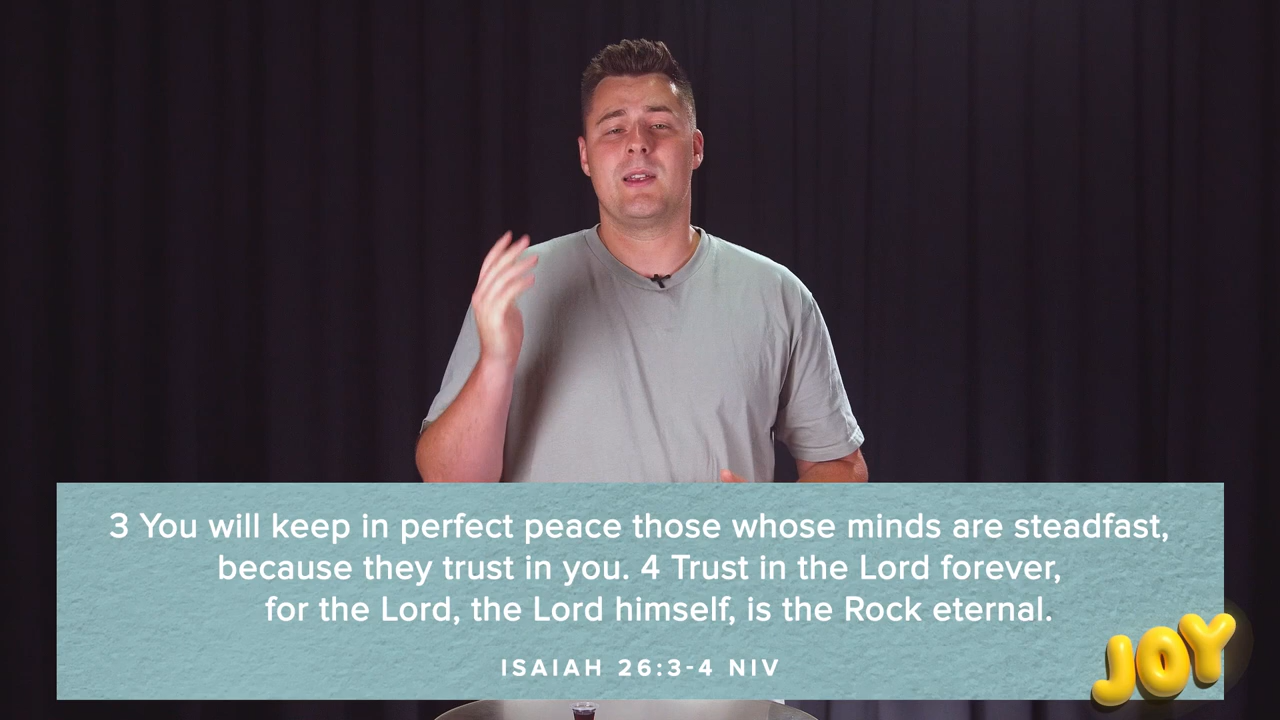 3 You will keep in perfect peace those whose minds are steadfast,
because they trust in you. 4 Trust in the Lord forever,
for the Lord, the Lord himself, is the Rock eternal.
ISAIAH 26:3-4 NIV
JOY